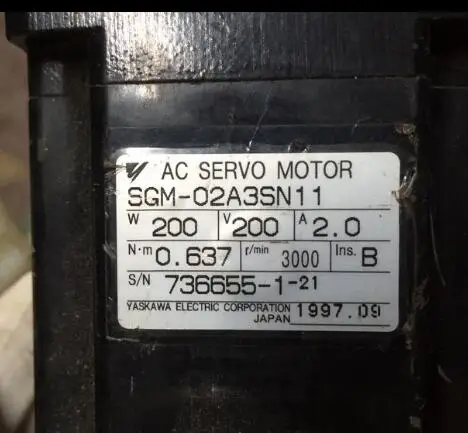 AC SERVO MOTOR
SGM-02A3SN11
W 200 V 200 A 2.0
N·m 0.637 r/min 3000 Ins. B
S/N 736655-1-21
YASKAWA ELECTRIC CORPORATION 1997.09
JAPAN